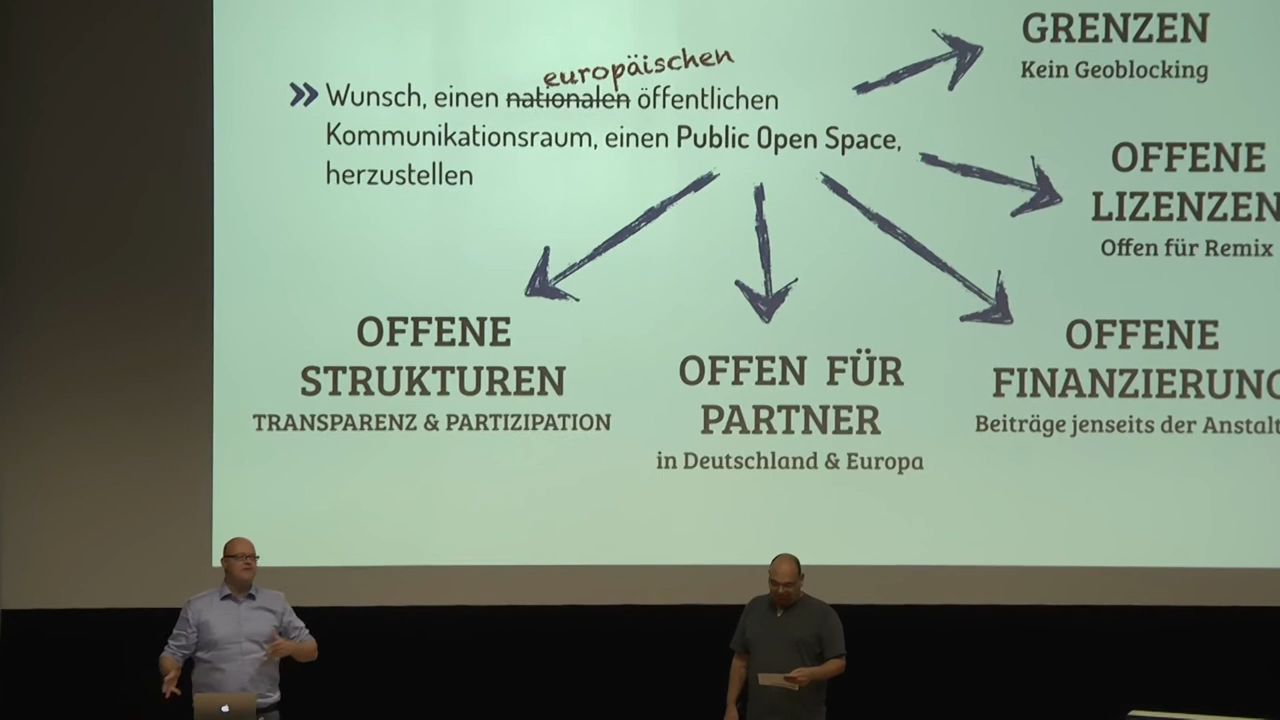 GRENZEN
Kein Geoblocking
europäischen
» Wunsch, einen nationalen öffentlichen
Kommunikationsraum, einen Public Open Space,
herzustellen
OFFENE
LIZENZEN
Offen für Remix
OFFENE
STRUKTUREN
TRANSPARENZ & PARTIZIPATION
OFFEN FÜR
PARTNER
in Deutschland & Europa
OFFENE
FINANZIERUNG
Beiträge jenseits der Anstalt